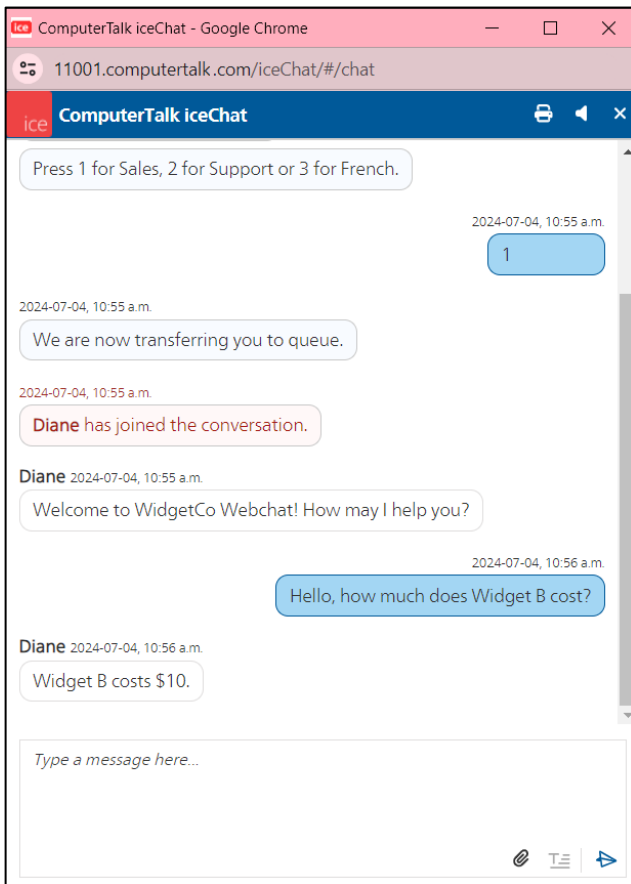 ice ComputerTalk iceChat - Google Chrome
11001.computertalk.com/iceChat/#/chat
ice ComputerTalk iceChat
Press 1 for Sales, 2 for Support or 3 for French.
2024-07-04, 10:55 a.m.
1
2024-07-04, 10:55 a.m.
We are now transferring you to queue.
2024-07-04, 10:55 a.m.
Diane has joined the conversation.
Diane 2024-07-04, 10:55 a.m.
Welcome to WidgetCo Webchat! How may I help you?
2024-07-04, 10:56 a.m.
Hello, how much does Widget B cost?
Diane 2024-07-04, 10:56 a.m.
Widget B costs $10.
Type a message here...